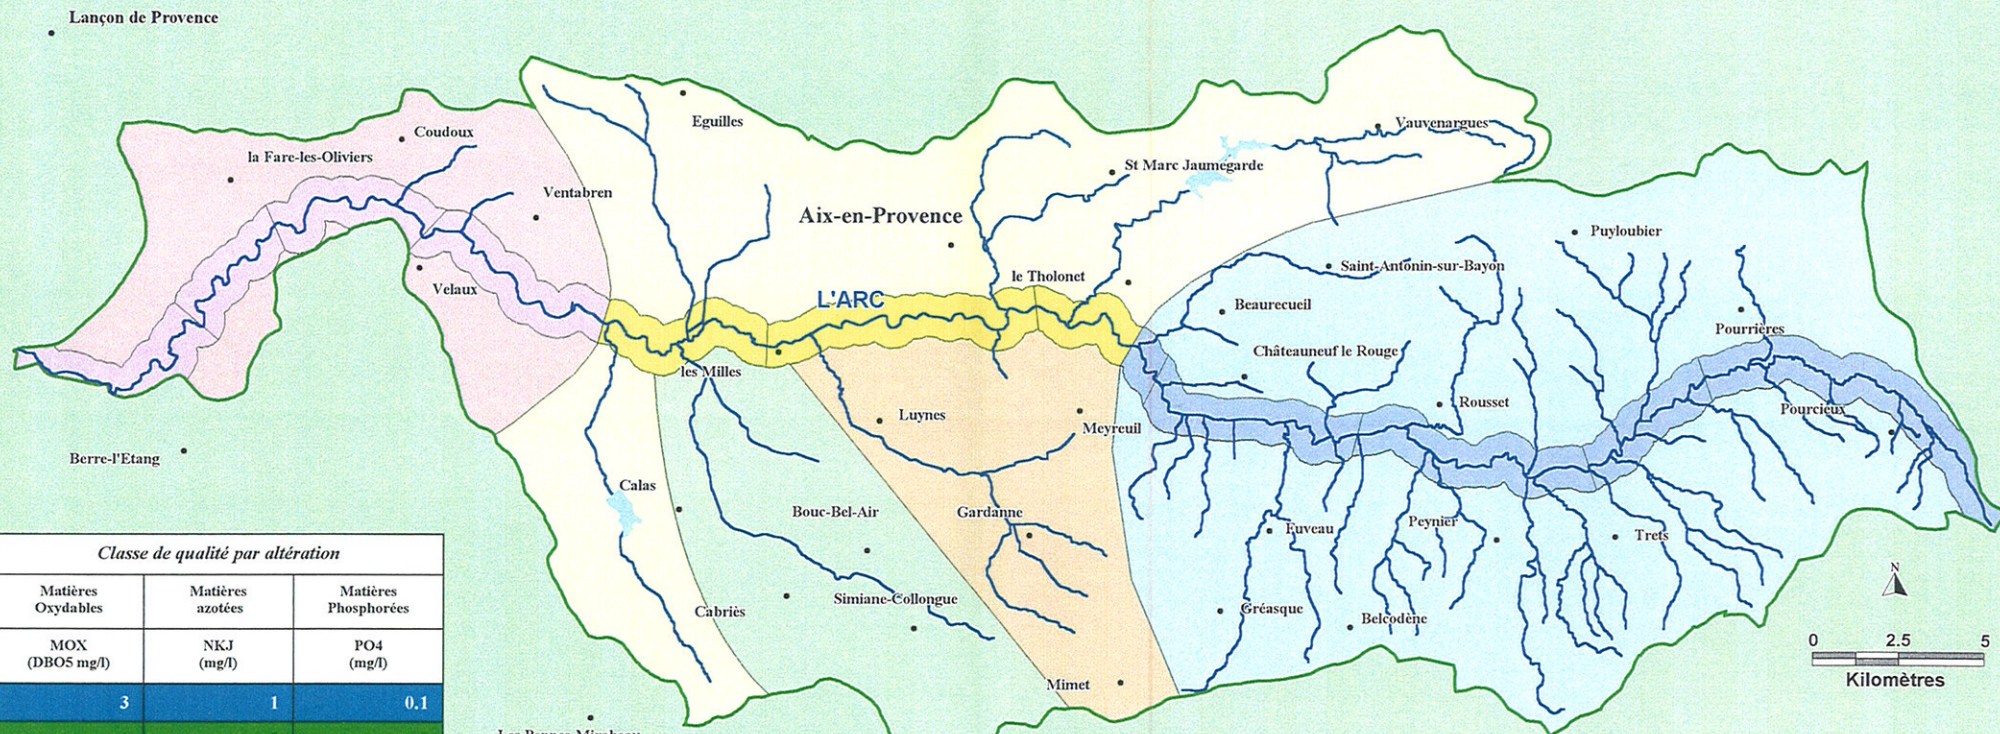 Lançon de Provence
Eguilles
Coudoux
Vauvenargues
la Fare-les-Oliviers
St Marc Jaumegarde
Ventabren
Aix-en-Provence
Puyloubier
Saint-Antonin-sur-Bayon
le Tholonet
Velaux
L'ARC
Beaurecueil
Pourrières
Châteauneuf le Rouge
les Milles
Rousset
Luynes
Pourcieux
Meyreuil
Berre-l'Etang
Calas
Bouc-Bel-Air
Gardanne
Fuveau
Peynier
Trets
N
Simiane-Collongue
Cabriès
Gréasque
Belcodène
0 2.5 5
Kilomètres
Mimet
Classe de qualité par altération
Matières
Oxydables
Matières
azotées
Matières
Phosphorées
MOX
(DBO5 mg/l)
NKJ
(mg/l)
PO4
(mg/l)
3 1 0.1